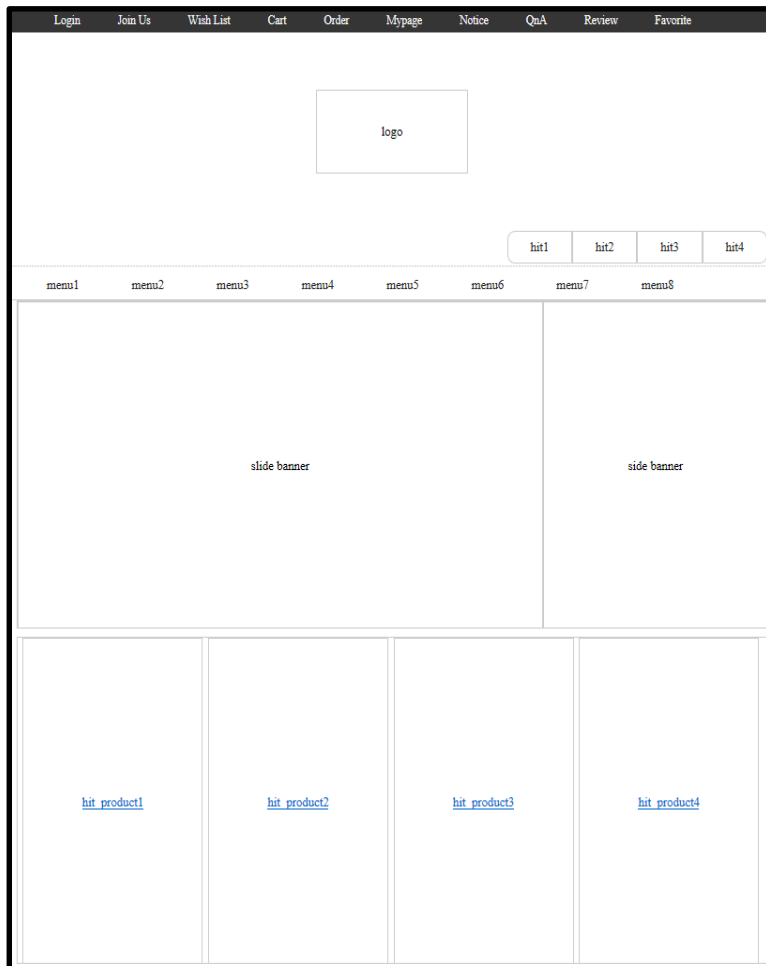 Login Join Us Wish List Cart Order Mypage Notice QnA Review Favorite
logo
hit1 hit2 hit3 hit4
menu1 menu2 menu3 menu4 menu5 menu6 menu7 menu8
slide banner side banner
hit_product1 hit_product2 hit_product3 hit_product4